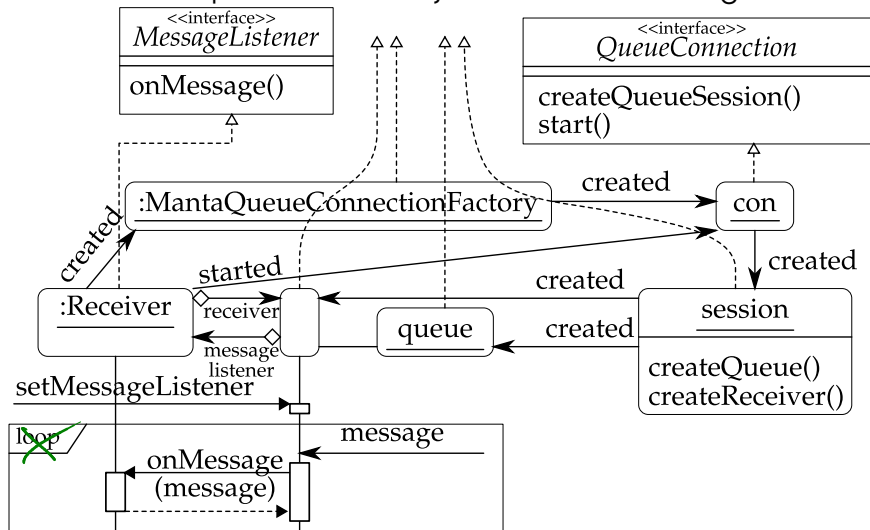 <<interface>>
MessageListener
onMessage()
<<interface>>
QueueConnection
createQueueSession()
start()
:MantaQueueConnectionFactory
created
con
created
started
created
:Receiver
receiver
message
listener
queue
created
created
session
createQueue()
createReceiver()
setMessageListener
loop
message
onMessage
(message)